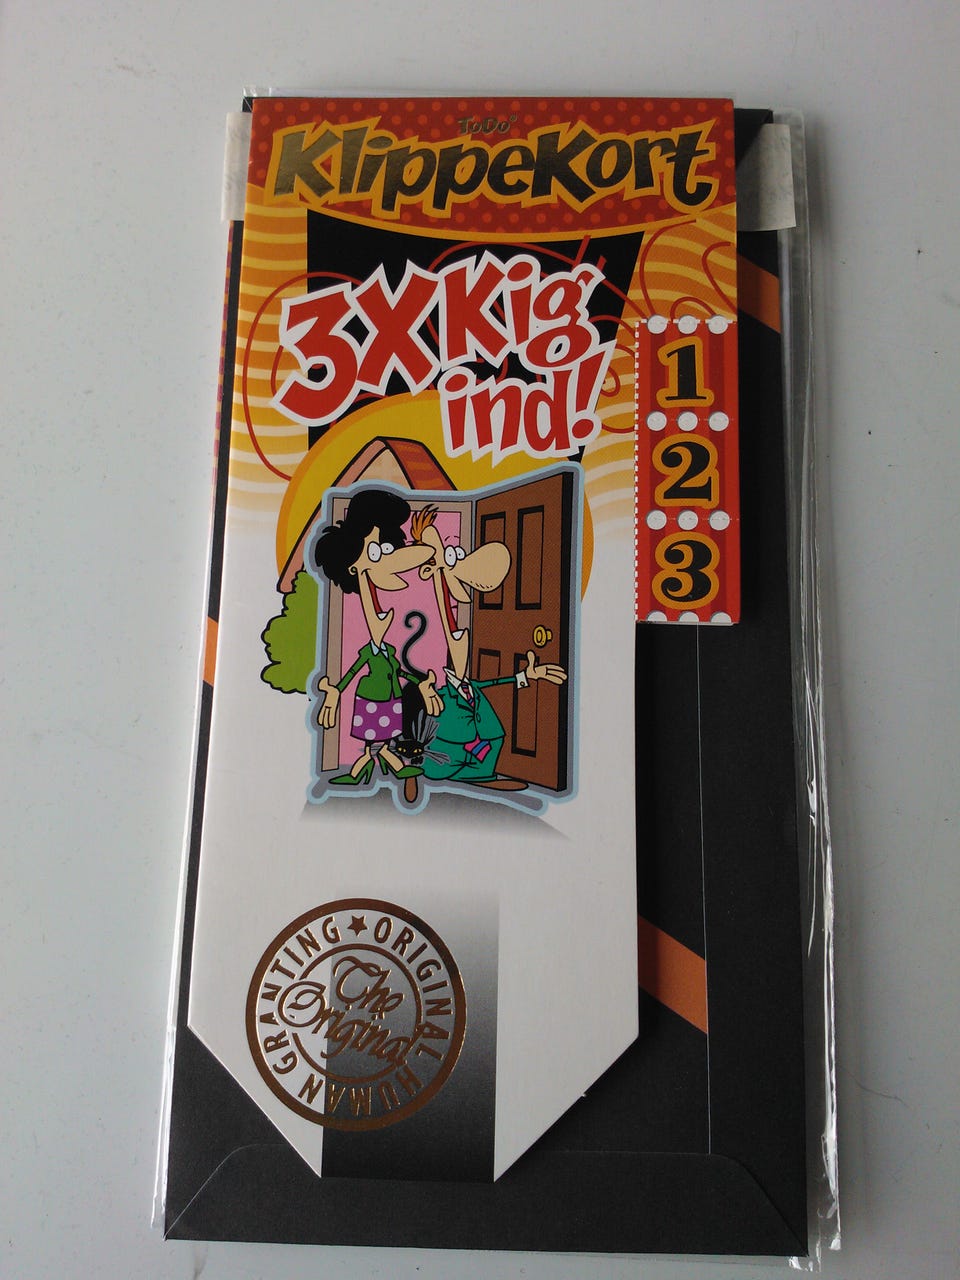 ToDo®
KlippeKort
3X Kig
ind!
1
2
3
GRANTING ★ ORIGINAL HUMAN
The
Original